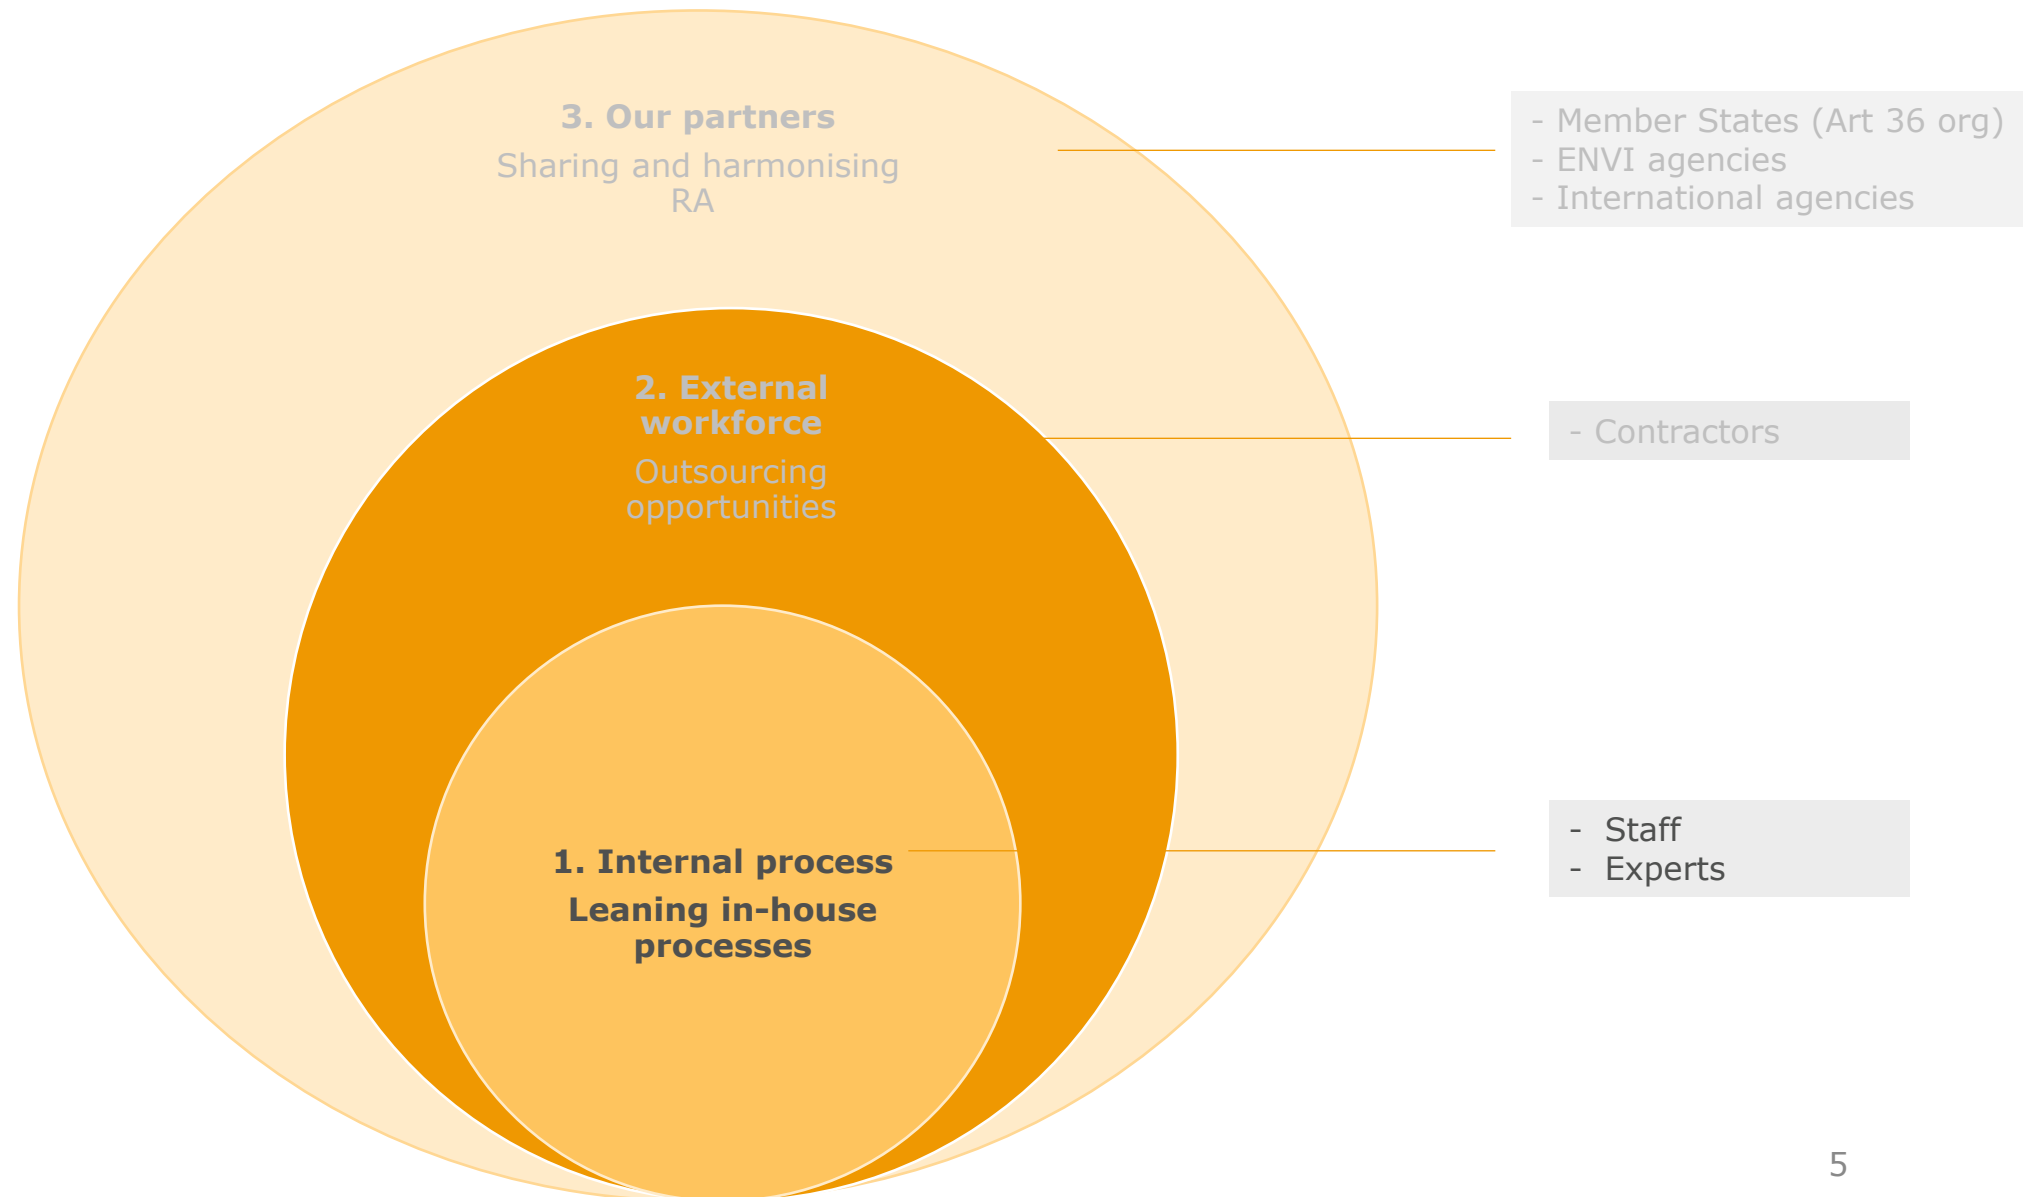 3. Our partners
Sharing and harmonising
RA
- Member States (Art 36 org)
- ENVI agencies
- International agencies
2. External
workforce
Outsourcing
opportunities
- Contractors
1. Internal process
Leaning in-house
processes
- Staff
- Experts
5